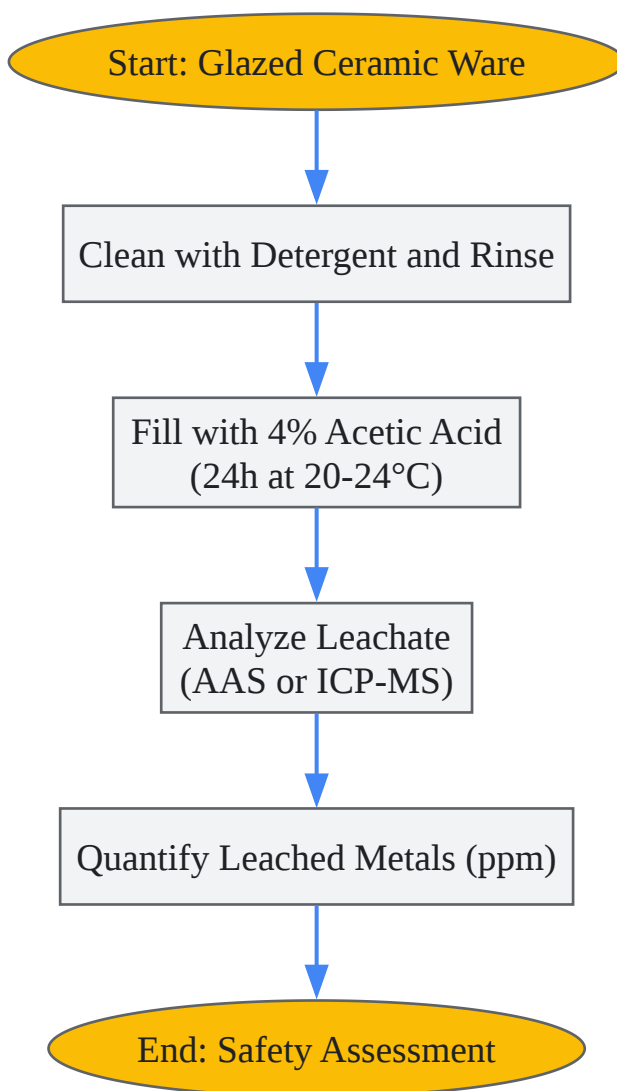 Start: Glazed Ceramic Ware
Clean with Detergent and Rinse
Fill with 4% Acetic Acid
(24h at 20-24°C)
Analyze Leachate
(AAS or ICP-MS)
Quantify Leached Metals (ppm)
End: Safety Assessment